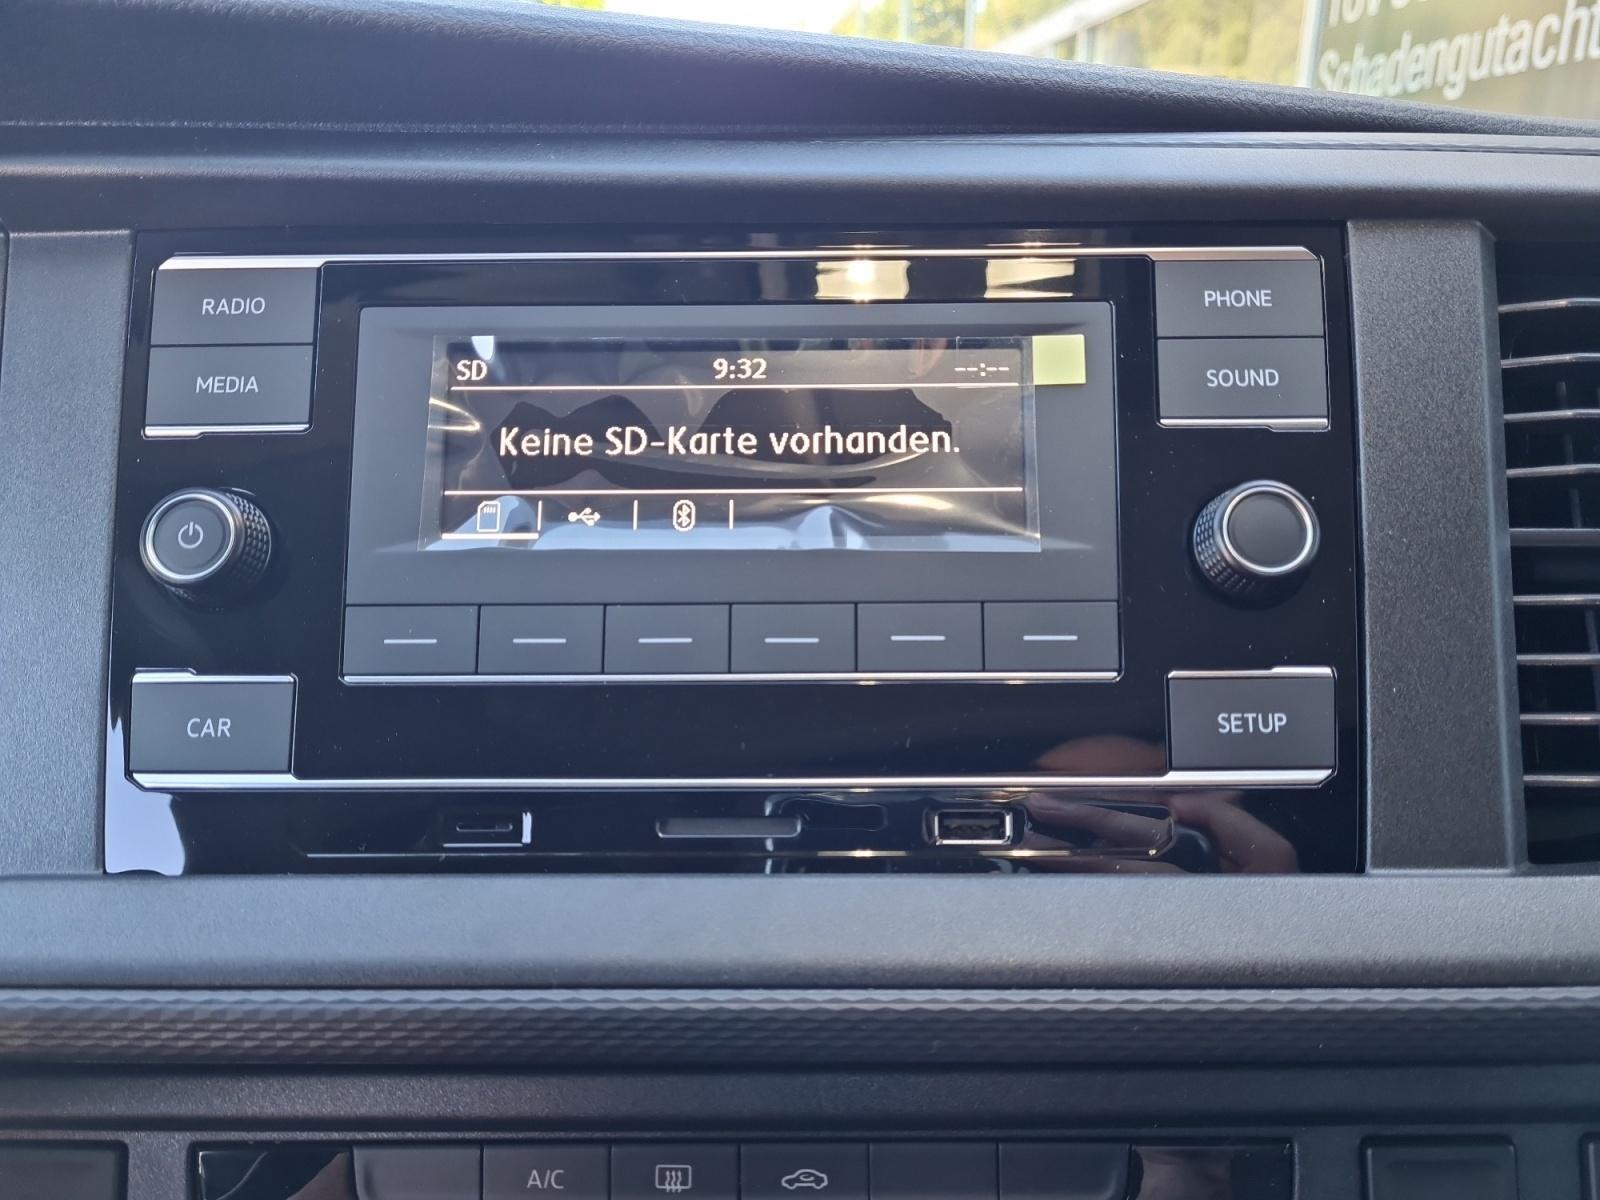 Schadengutacht
RADIO
PHONE
MEDIA
SOUND
SD 9:32 --:--
Keine SD-Karte vorhanden.
CAR
SETUP
A/C